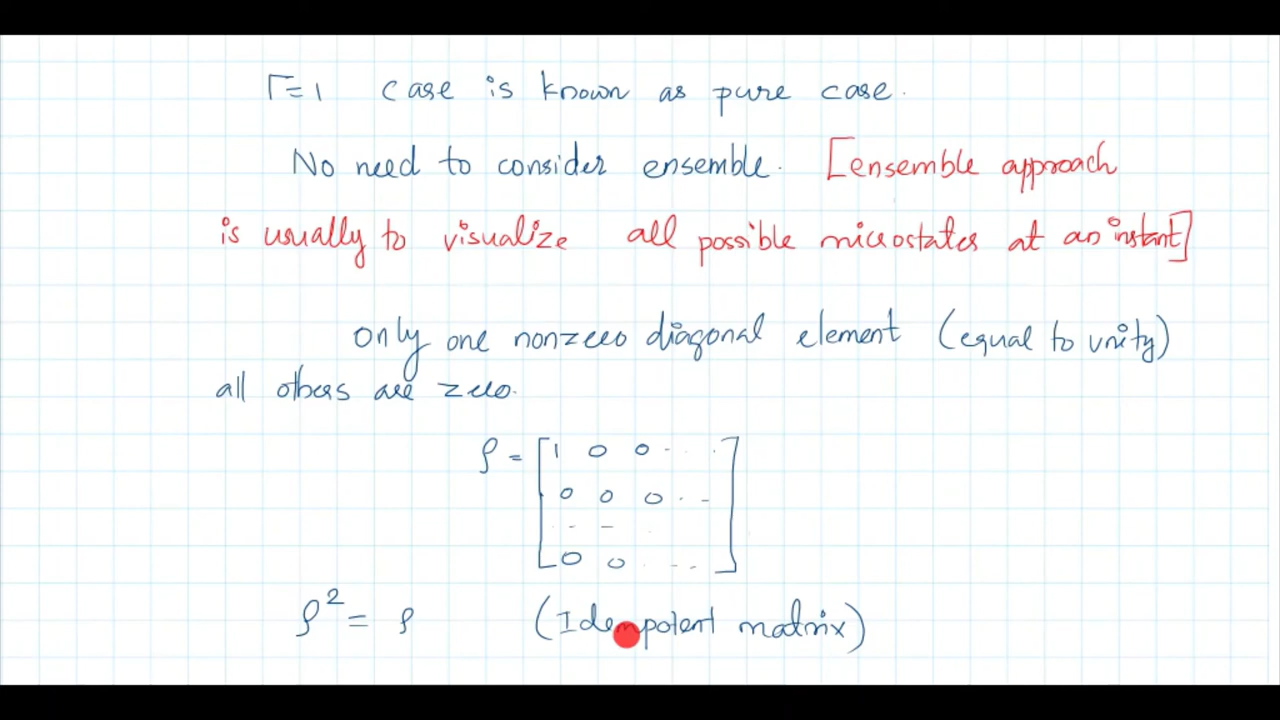 Γ=1 case is known as pure case.
No need to consider ensemble. [ensemble approach
is usually to visualize all possible microstates at an instant]
only one nonzero diagonal element (equal to unity)
all others are zero.
ρ = [1 0 0 . . .
0 0 0 . . -
- -
0 0 . . . .]
ρ² = ρ (Idempotent matrix)